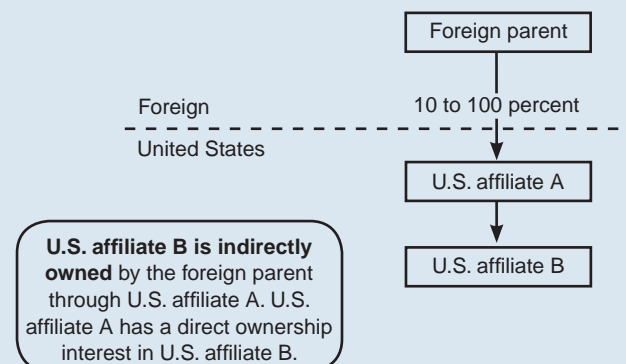 Foreign parent
Foreign
10 to 100 percent
United States
U.S. affiliate A
U.S. affiliate B is indirectly
owned by the foreign parent
through U.S. affiliate A. U.S.
affiliate A has a direct ownership
interest in U.S. affiliate B.
U.S. affiliate B